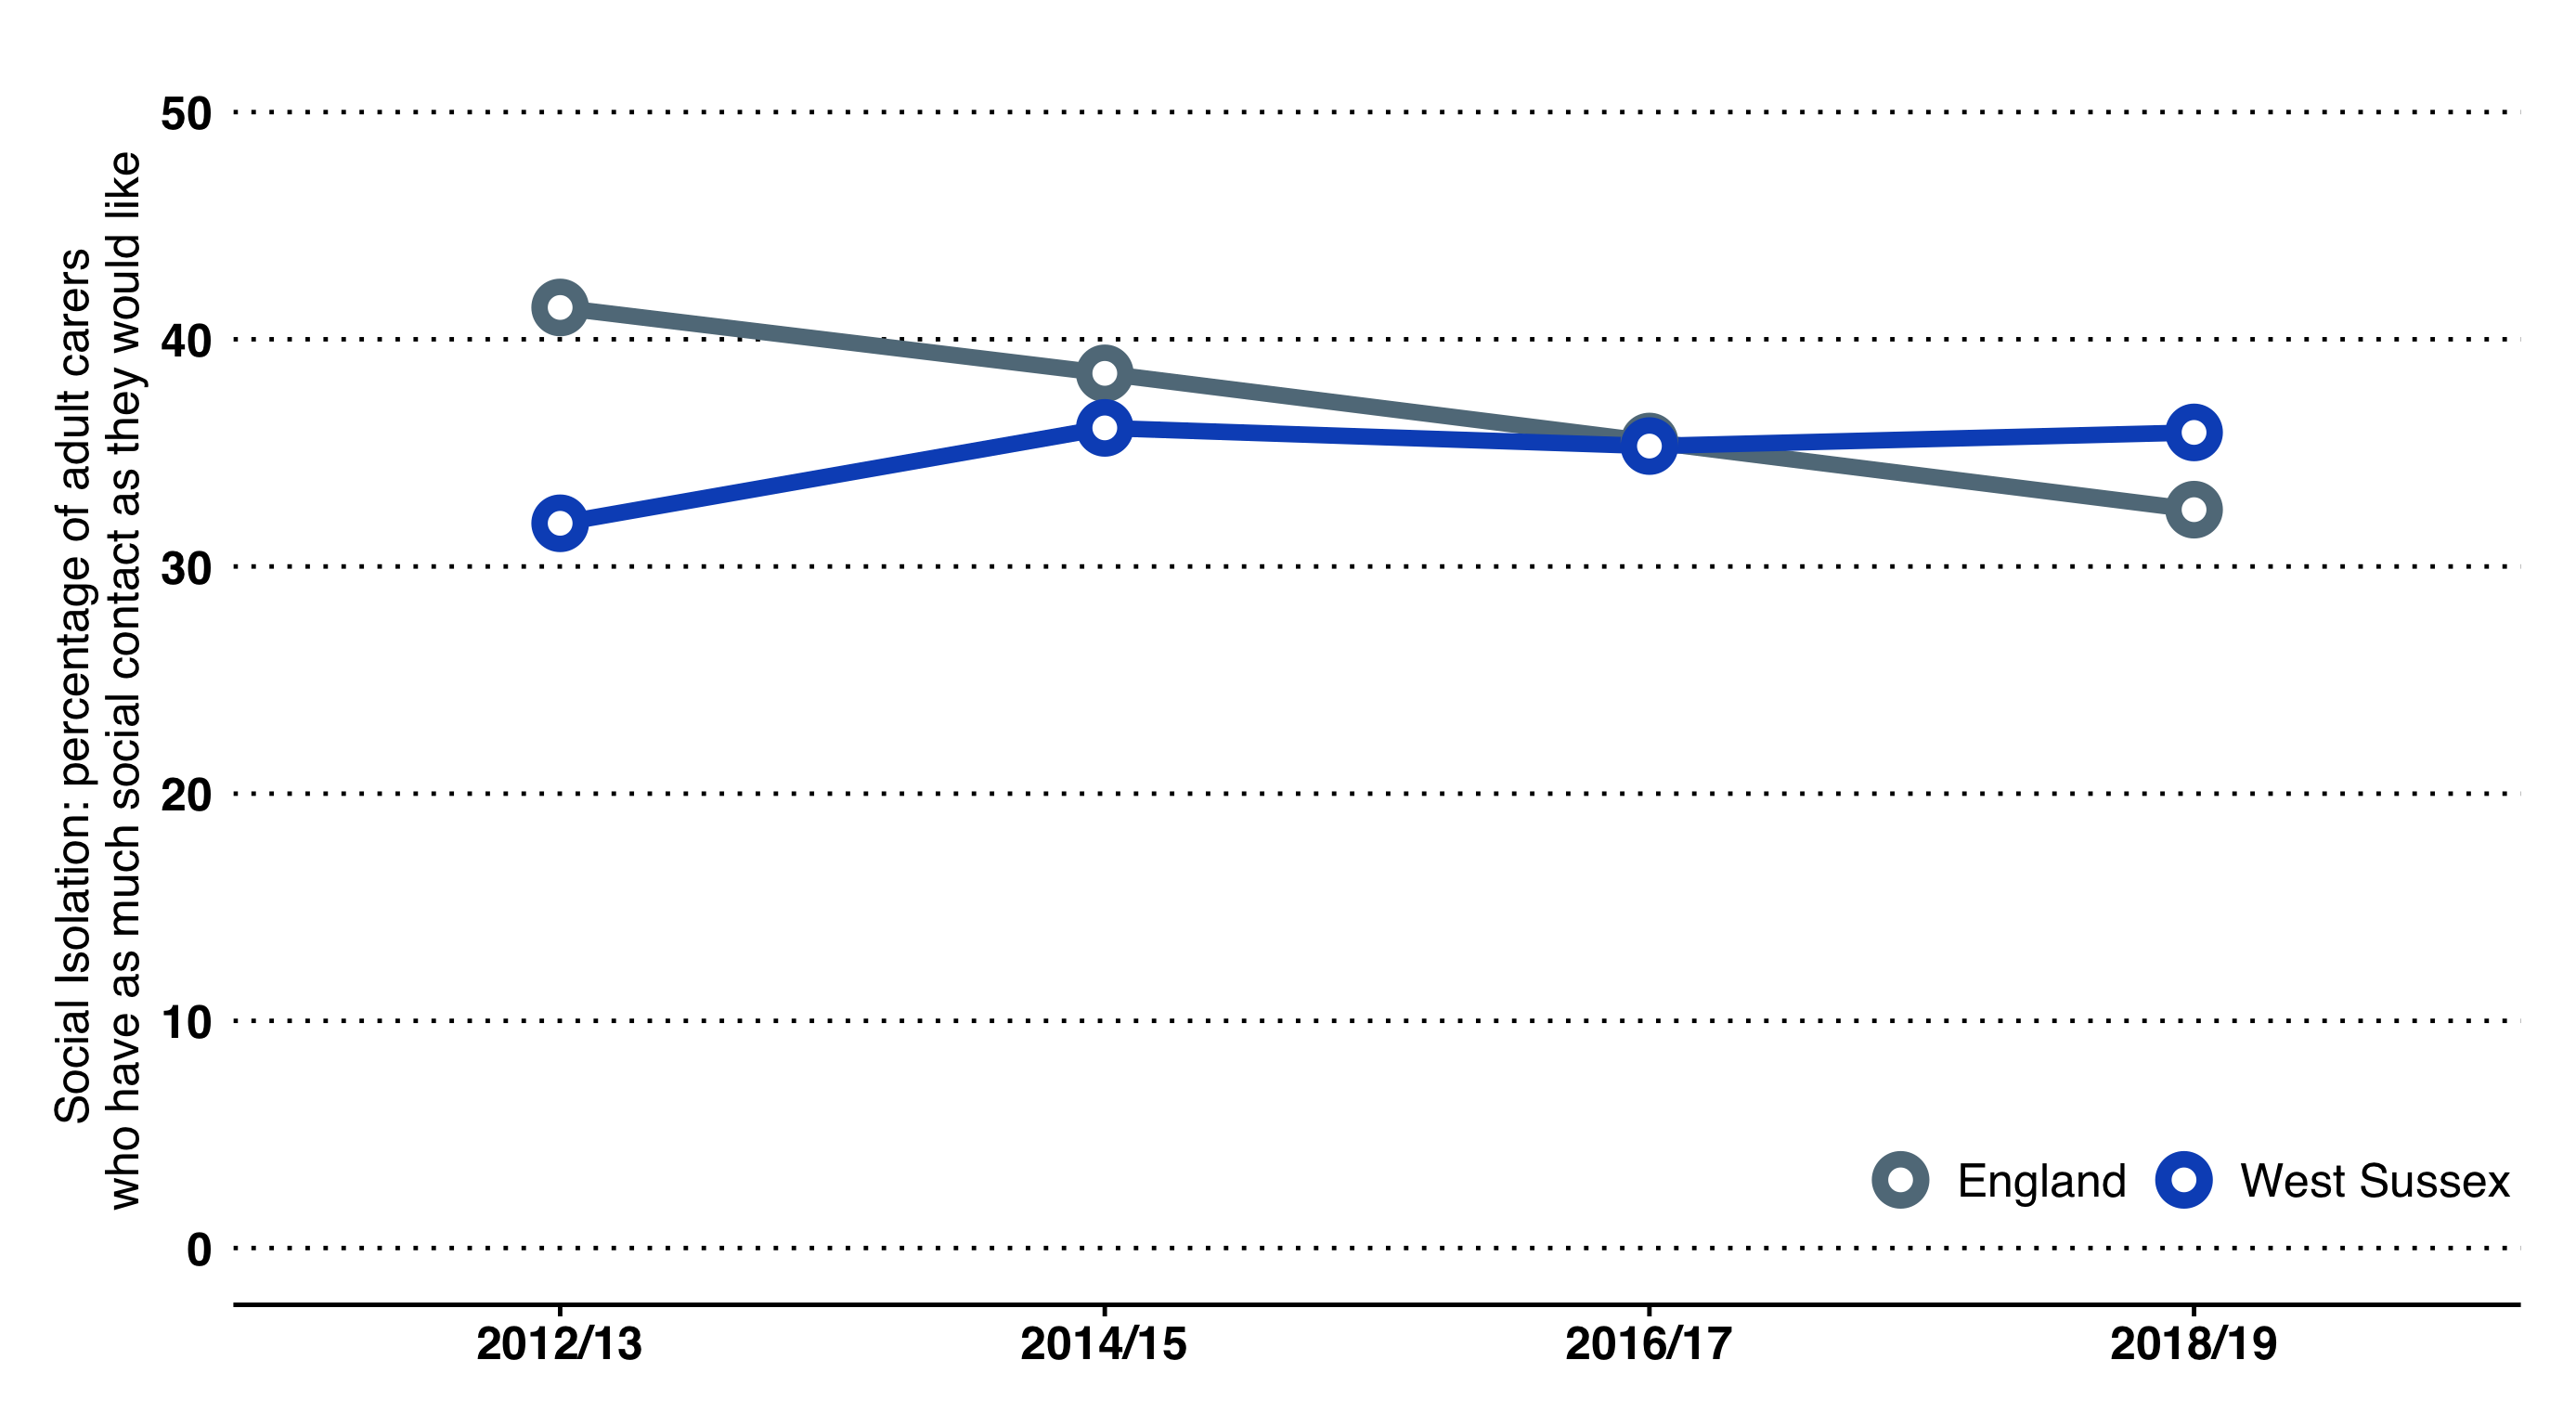 Social Isolation: percentage of adult carers
who have as much social contact as they would like
50
40
30
20
10
0
England
West Sussex
2012/13
2014/15
2016/17
2018/19